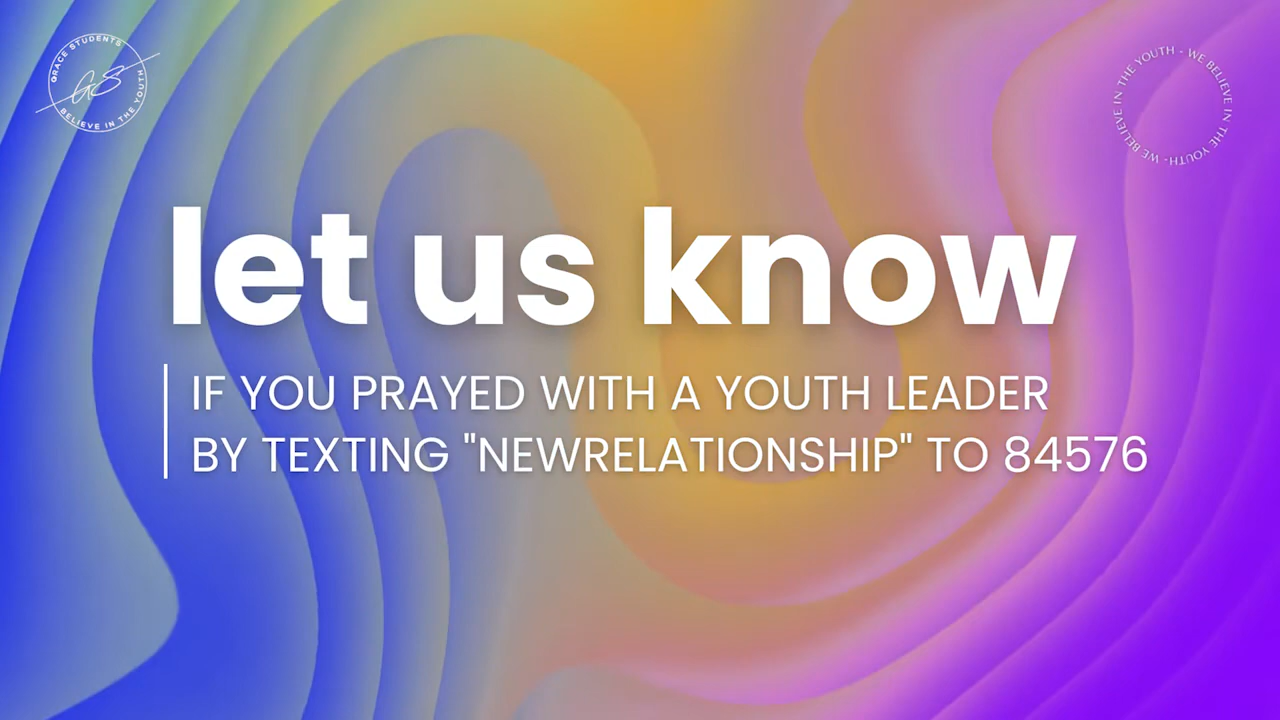 GRACE STUDENTS
GS
BELIEVE IN THE YOUTH
WE BELIEVE IN THE YOUTH - WE BELIEVE IN THE YOUTH -
let us know
IF YOU PRAYED WITH A YOUTH LEADER
BY TEXTING "NEWRELATIONSHIP" TO 84576